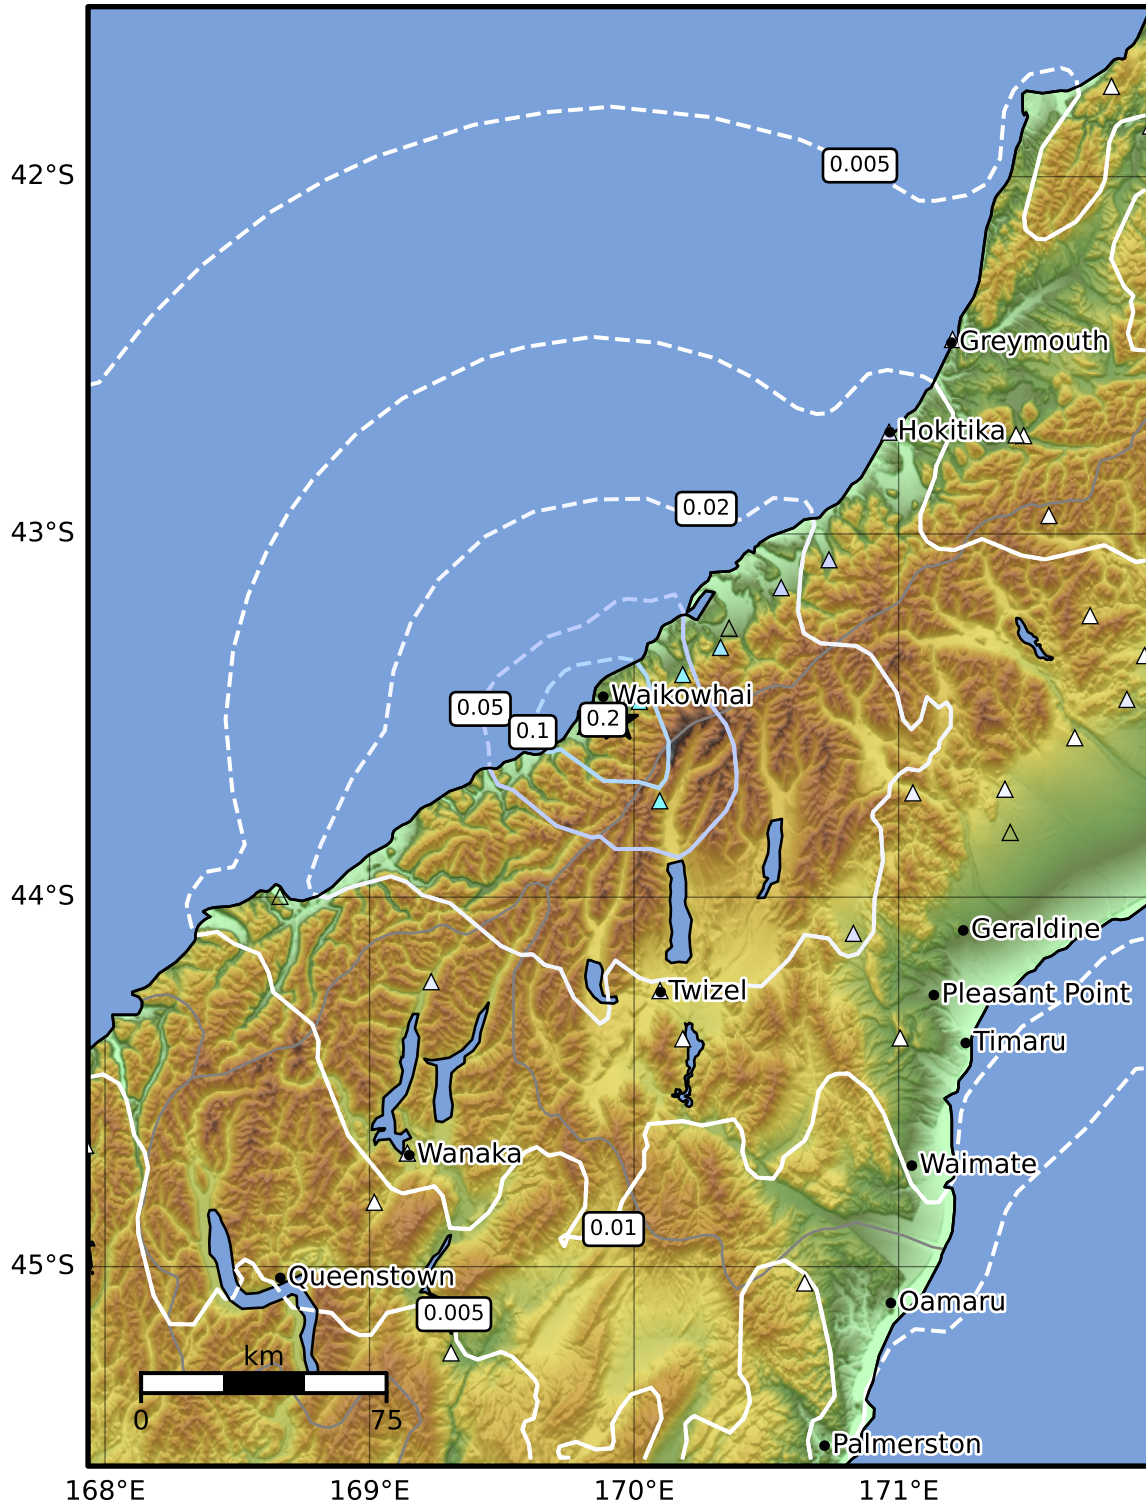 42°S
0.005
Greymouth
Hokitika
43°S
0.02
Waikowhai
0.05
0.1
0.2
44°S
Geraldine
Twizel
Pleasant Point
Timaru
Wanaka
Waimate
0.01
45°S
Queenstown
Oamaru
0.005
km
0 75
Palmerston
168°E 169°E 170°E 171°E